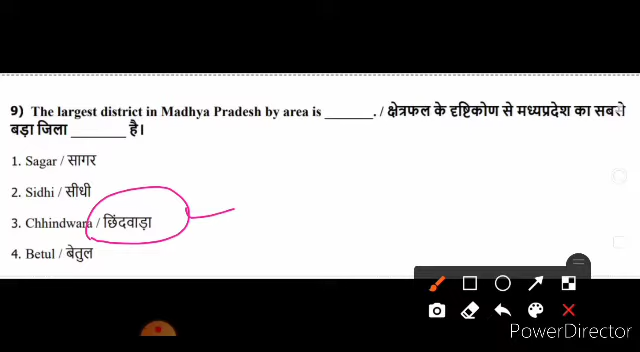 9) The largest district in Madhya Pradesh by area is ______. / क्षेत्रफल के दृष्टिकोण से मध्यप्रदेश का सबसे
बड़ा जिला _______ है।
1. Sagar / सागर
2. Sidhi / सीधी
3. Chhindwara / छिंदवाड़ा
4. Betul / बेतुल
PowerDirector